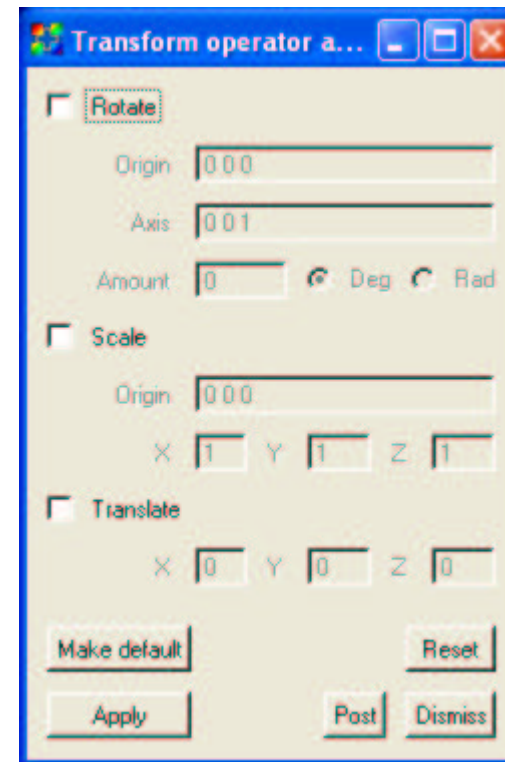 Transform operator a...
Rotate
Origin 0 0 0
Axis 0 0 1
Amount 0 Deg Rad
Scale
Origin 0 0 0
X 1 Y 1 Z 1
Translate
X 0 Y 0 Z 0
Make default Reset
Apply Post Dismiss